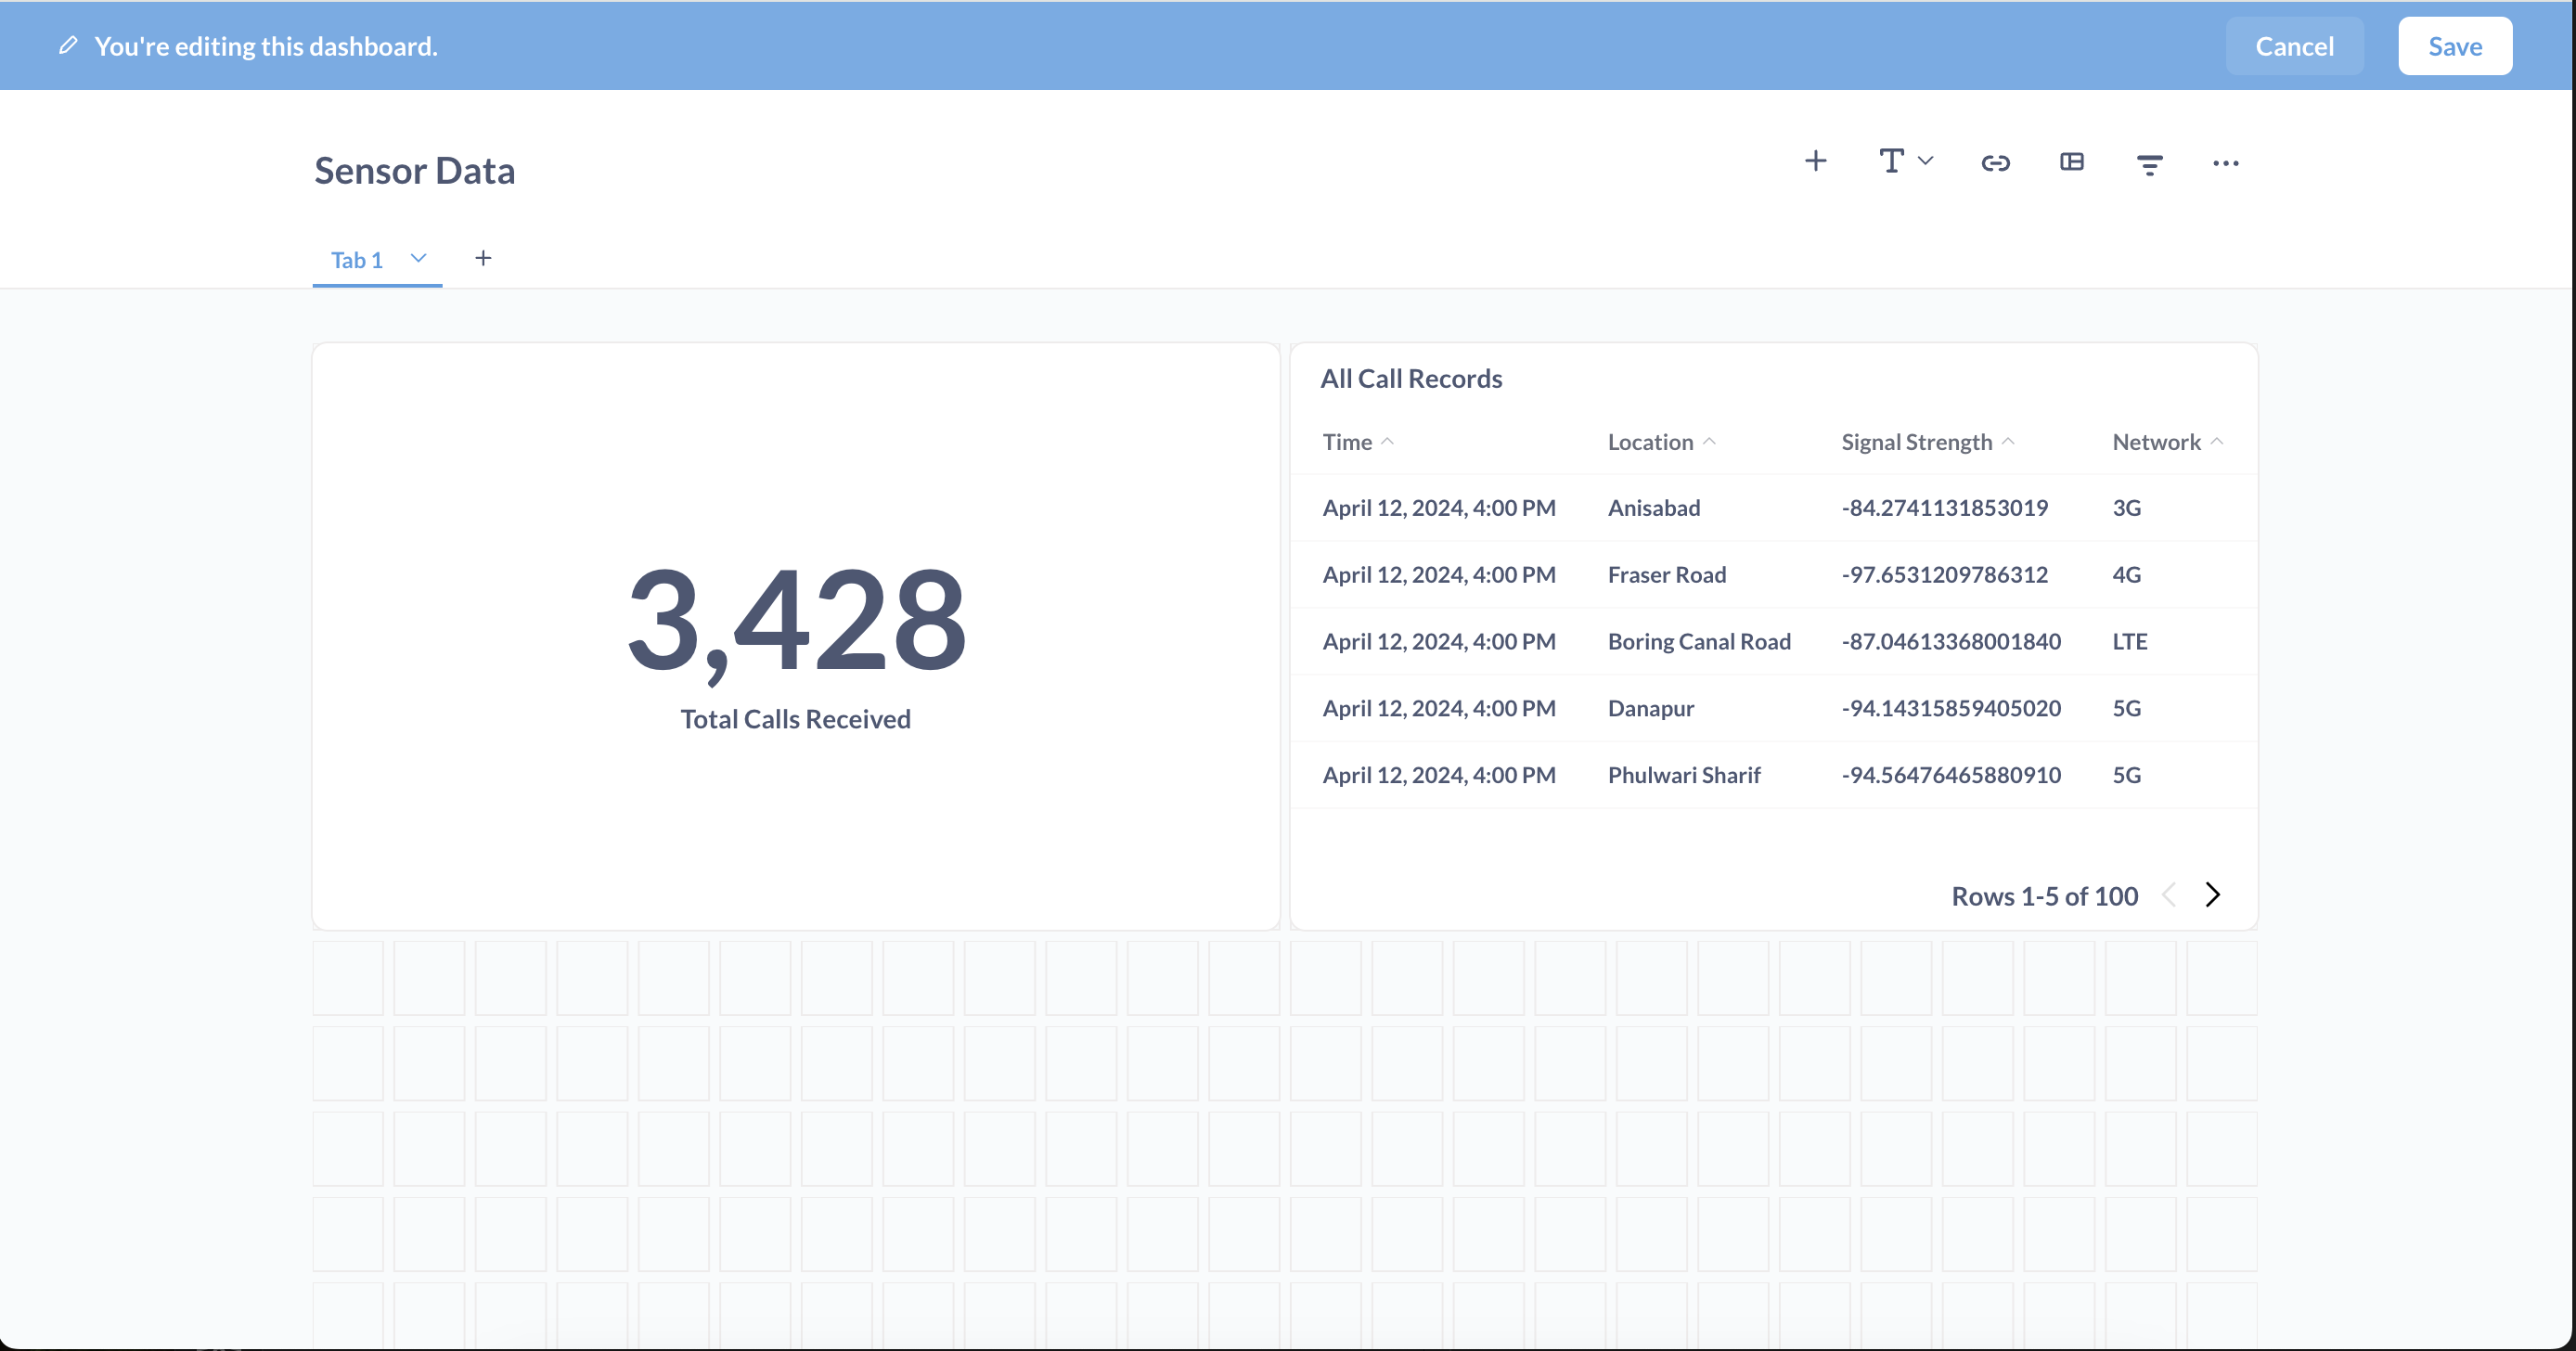 You're editing this dashboard.
Cancel
Save
Sensor Data
Tab 1
3,428
Total Calls Received
All Call Records
Time Location Signal Strength Network
April 12, 2024, 4:00 PM Anisabad -84.2741131853019 3G
April 12, 2024, 4:00 PM Fraser Road -97.6531209786312 4G
April 12, 2024, 4:00 PM Boring Canal Road -87.04613368001840 LTE
April 12, 2024, 4:00 PM Danapur -94.14315859405020 5G
April 12, 2024, 4:00 PM Phulwari Sharif -94.56476465880910 5G
Rows 1-5 of 100